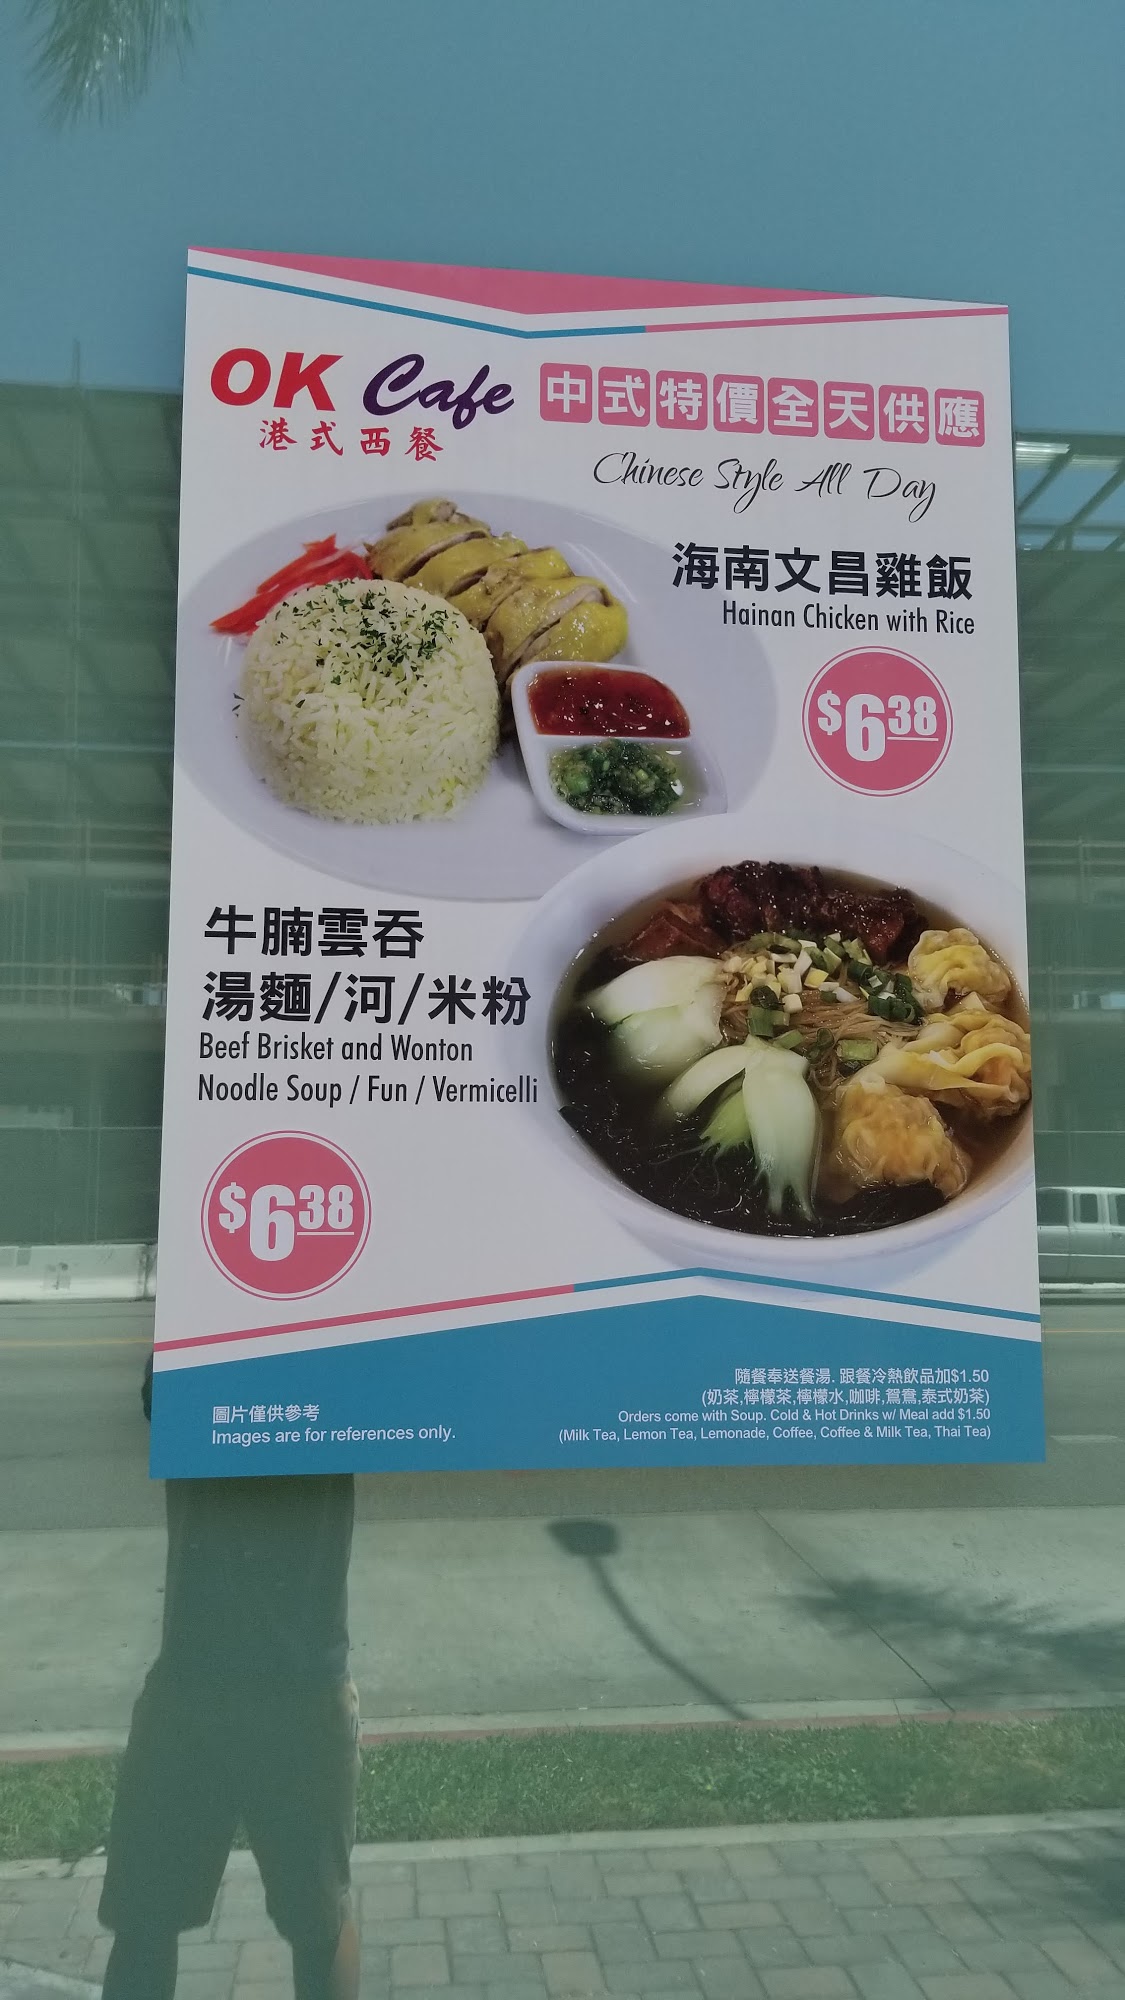 OK Cafe
港式西餐
中式特價全天供應
Chinese Style All Day
海南文昌雞飯
Hainan Chicken with Rice
$6.38
牛腩雲吞
湯麵/河/米粉
Beef Brisket and Wonton
Noodle Soup / Fun / Vermicelli
$6.38
圖片僅供參考
Images are for references only.
隨餐奉送餐湯. 跟餐冷熱飲品加$1.50
(奶茶,檸檬茶,檸檬水,咖啡,鴛鴦,泰式奶茶)
Orders come with Soup. Cold & Hot Drinks w/ Meal add $1.50
(Milk Tea, Lemon Tea, Lemonade, Coffee, Coffee & Milk Tea, Thai Tea)